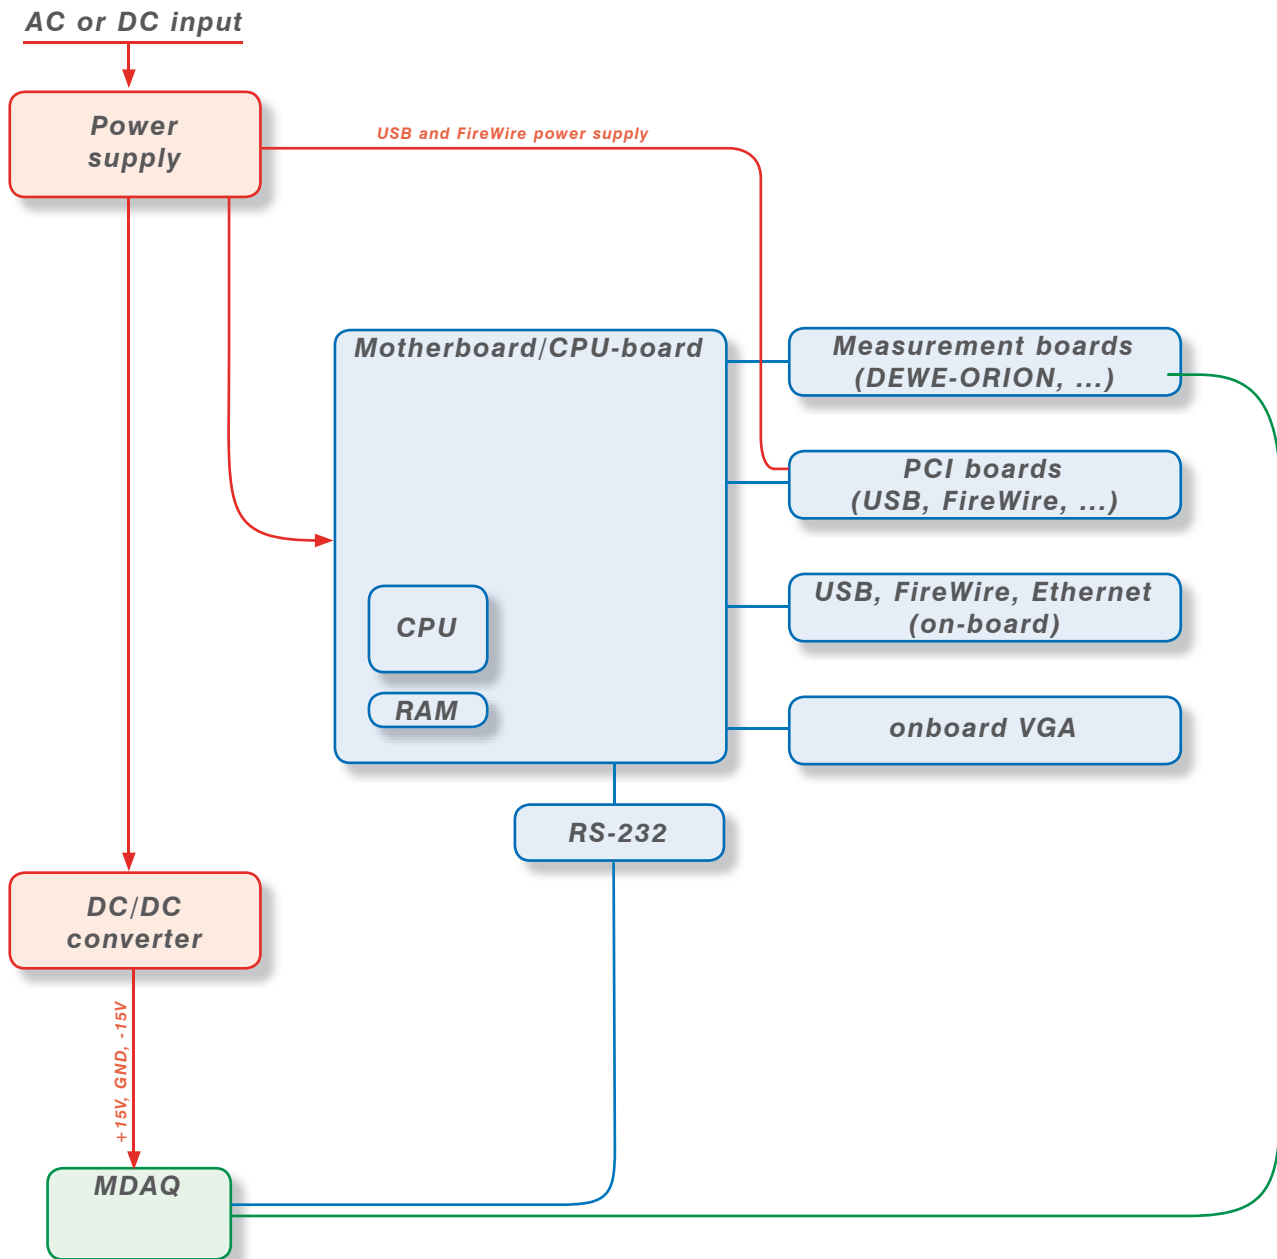 AC or DC input
Power
supply
USB and FireWire power supply
Motherboard/CPU-board
Measurement boards
(DEWE-ORION, ...)
PCI boards
(USB, FireWire, ...)
USB, FireWire, Ethernet
(on-board)
CPU
RAM
onboard VGA
RS-232
DC/DC
converter
+15V, GND, -15V
MDAQ